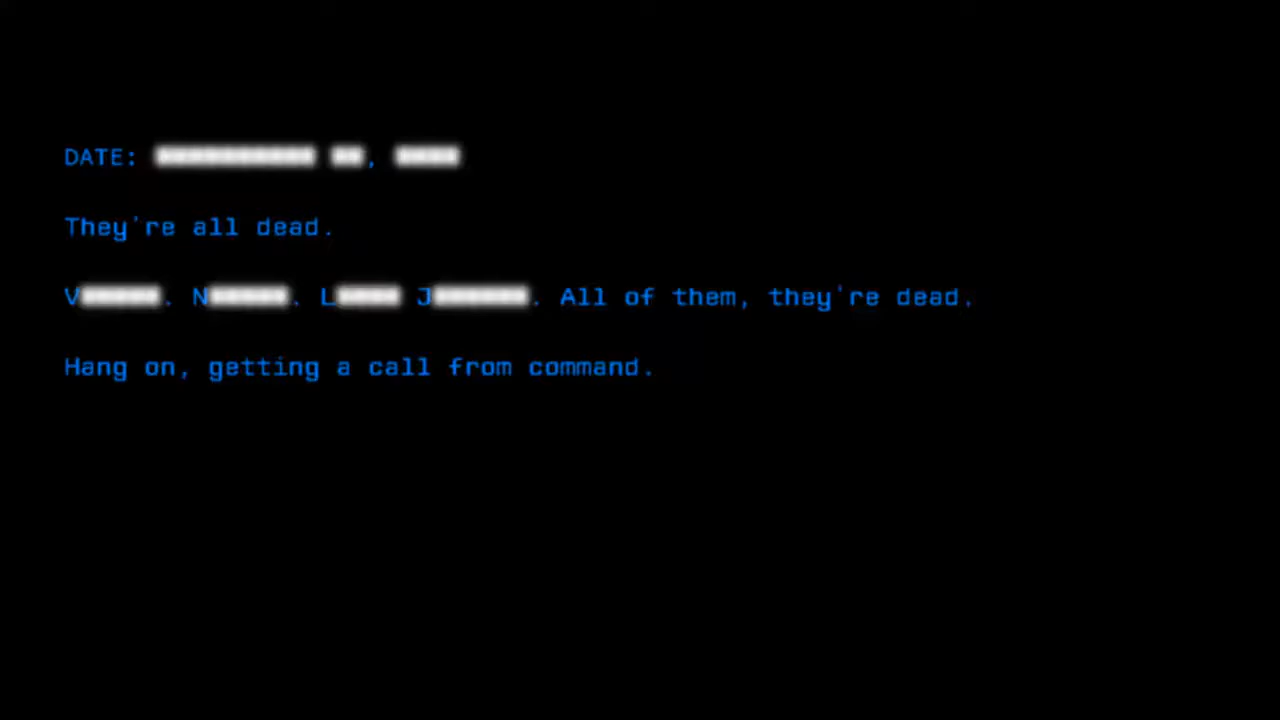 DATE: ██████████ ██, ████
They're all dead.
V█████. N█████. L████ J██████. All of them, they're dead.
Hang on, getting a call from command.